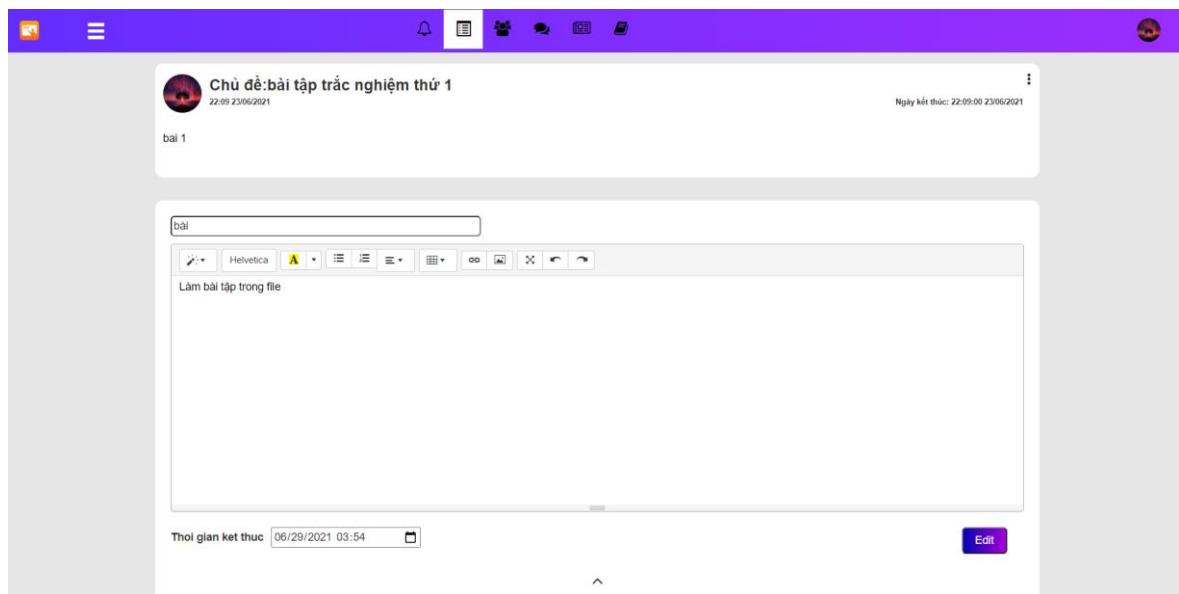 Chủ đề:bài tập trắc nghiệm thứ 1
22:09 23/06/2021
Ngày kết thúc: 22:09:00 23/06/2021
bai 1
bài
Helvetica A
Làm bài tập trong file
Thoi gian ket thuc 06/29/2021 03:54
Edit